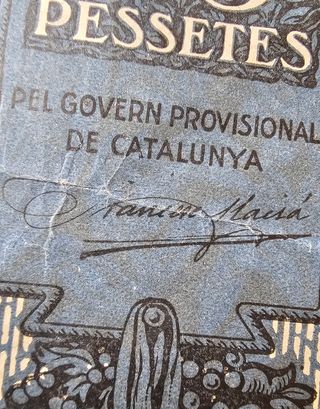 PESSETES
PEL GOVERN PROVISIONAL
DE CATALUNYA
Francesc Macià